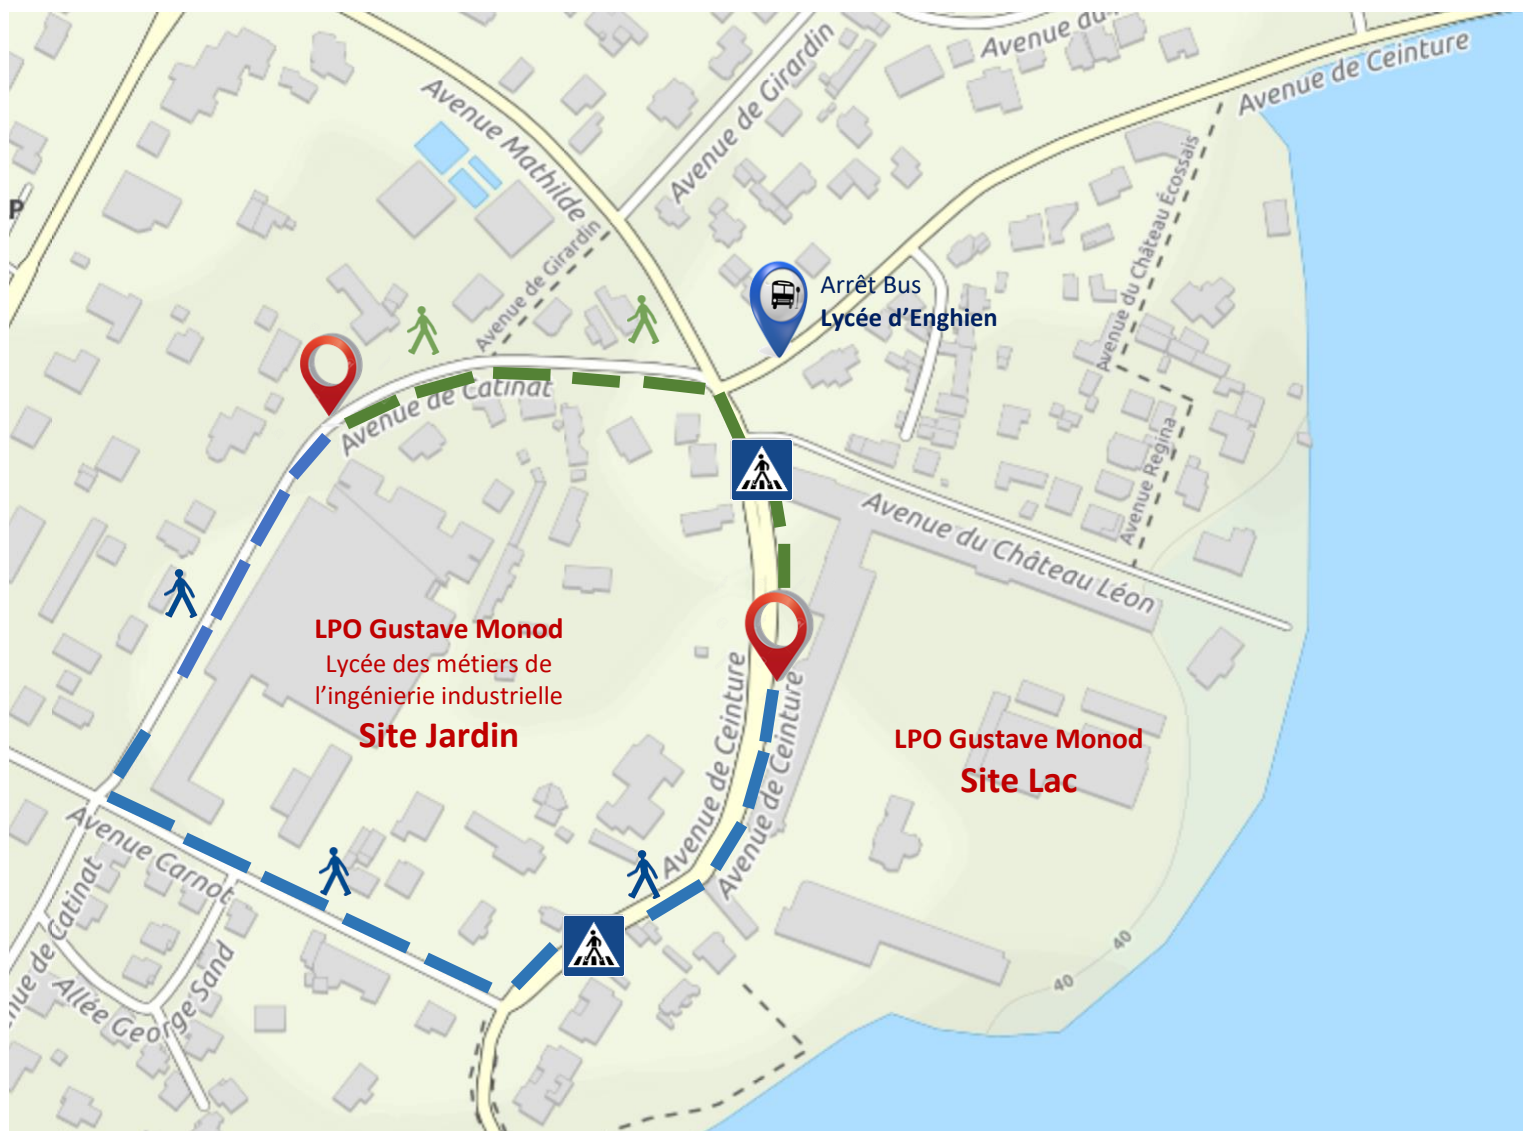 Avenue du
Avenue de Ceinture
Avenue de Girardin
Avenue Mathilde
Avenue du Château Écossais
P
Avenue de Girardin
Arrêt Bus
Lycée d'Enghien
Avenue de Catinat
Avenue Regina
Avenue du Château Léon
LPO Gustave Monod
Lycée des métiers de
l'ingénierie industrielle
Site Jardin
Avenue de Ceinture
Avenue de Ceinture
LPO Gustave Monod
Site Lac
Avenue Carnot
nue de Catinat
Allée George Sand
40
40